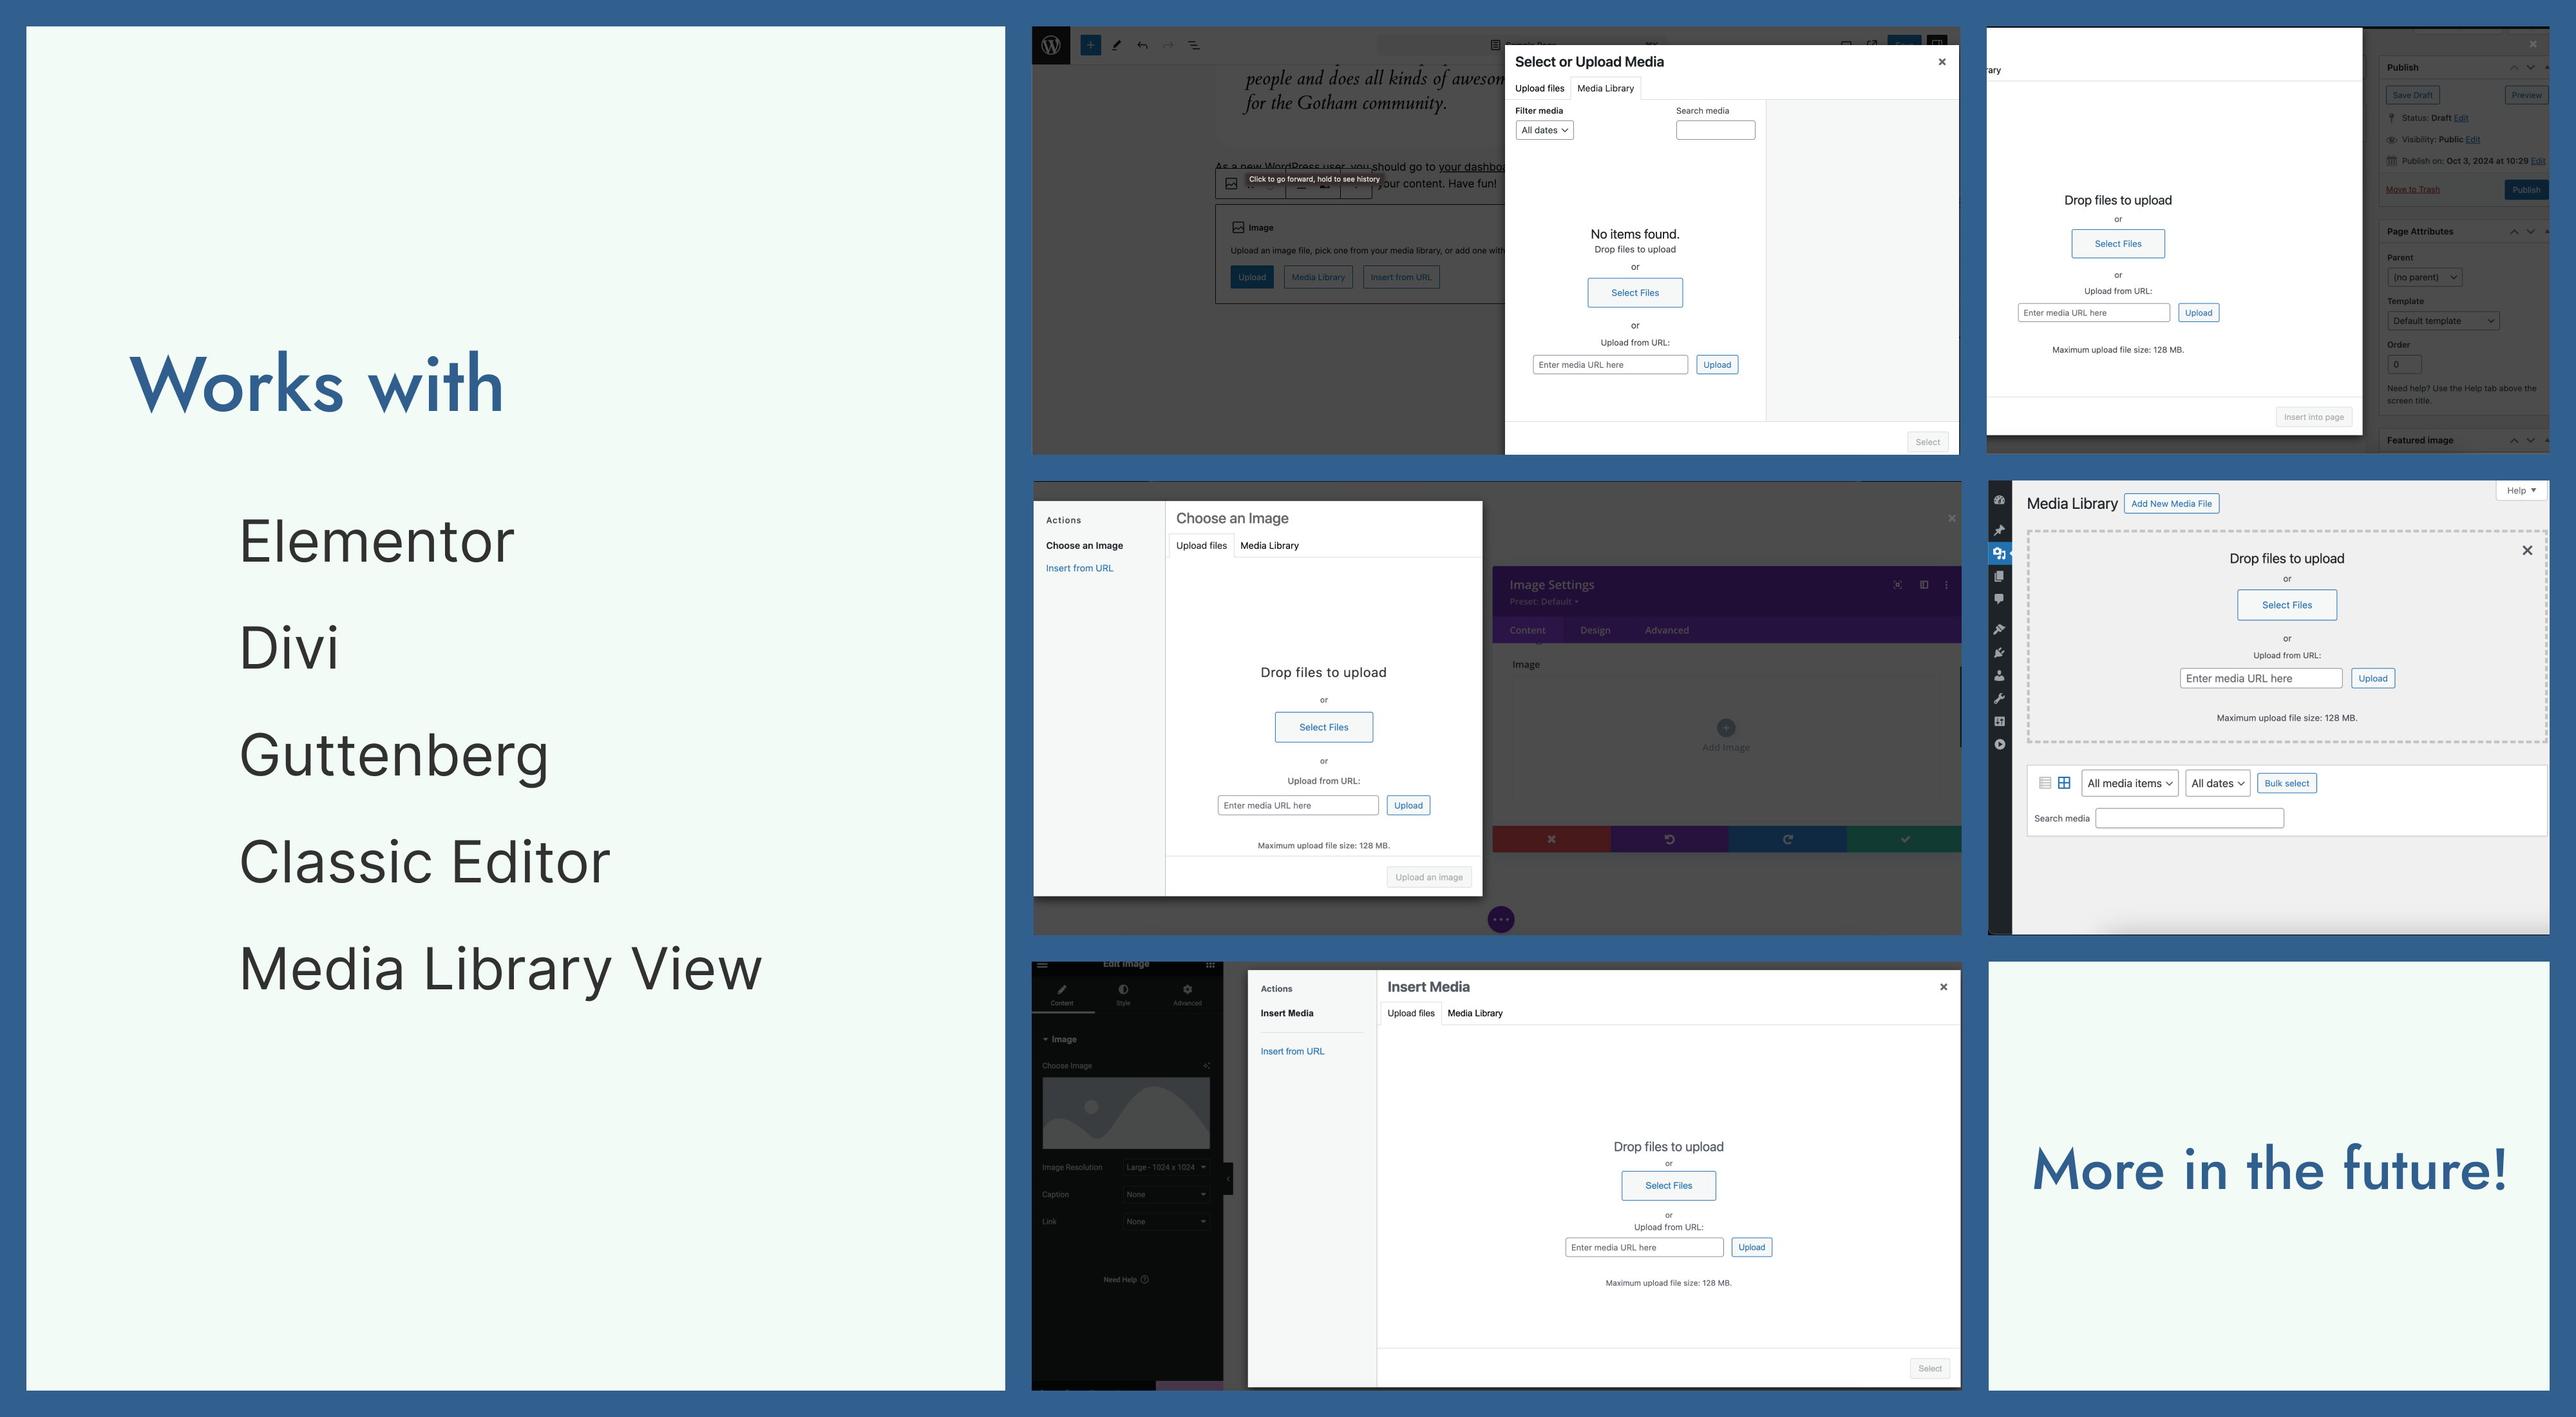 Works with
Elementor
Divi
Guttenberg
Classic Editor
Media Library View
people and does all kinds of awesom
for the Gotham community.
As a new WordPress user, you should go to your dashboa
Click to go forward, hold to see history
your content. Have fun!
Image
Upload an image file, pick one from your media library, or add one with
Upload
Media Library
Insert from URL
Select or Upload Media
Upload files
Media Library
Filter media
Search media
All dates
No items found.
Drop files to upload
or
Select Files
or
Upload from URL:
Enter media URL here
Upload
Select
rary
Drop files to upload
or
Select Files
or
Upload from URL:
Enter media URL here
Upload
Maximum upload file size: 128 MB.
Insert into page
Publish
Save Draft
Preview
Status: Draft Edit
Visibility: Public Edit
Publish on: Oct 3, 2024 at 10:29 Edit
Move to Trash
Publish
Page Attributes
Parent
(no parent)
Template
Default template
Order
0
Need help? Use the Help tab above the
screen title.
Featured image
Actions
Choose an Image
Insert from URL
Choose an Image
Upload files
Media Library
Drop files to upload
or
Select Files
or
Upload from URL:
Enter media URL here
Upload
Maximum upload file size: 128 MB.
Upload an image
Image Settings
Preset: Default
Content
Design
Advanced
Image
Add Image
Media Library
Add New Media File
Help
Drop files to upload
or
Select Files
or
Upload from URL:
Enter media URL here
Upload
Maximum upload file size: 128 MB.
All media items
All dates
Bulk select
Search media
Edit Image
Content
Style
Advanced
Image
Choose Image
Image Resolution
Large - 1024 x 1024
Caption
None
Link
None
Need Help
Actions
Insert Media
Insert from URL
Insert Media
Upload files
Media Library
Drop files to upload
or
Select Files
or
Upload from URL:
Enter media URL here
Upload
Maximum upload file size: 128 MB.
Select
More in the future!